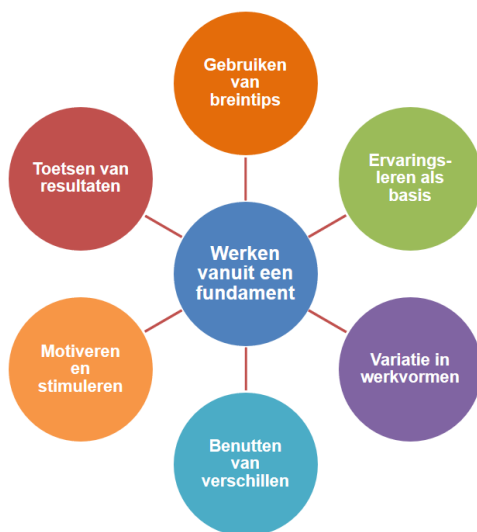 Gebruiken
van
breintips
Ervarings-
leren als
basis
Variatie in
werkvormen
Benutten
van
verschillen
Motiveren
en
stimuleren
Toetsen van
resultaten
Werken
vanuit een
fundament